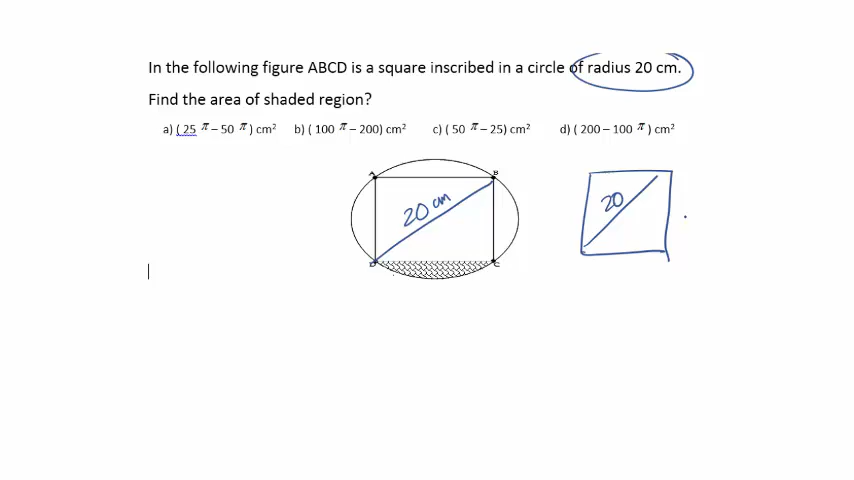 In the following figure ABCD is a square inscribed in a circle of radius 20 cm.
Find the area of shaded region?
a) ( 25 π – 50 π ) cm² b) ( 100 π – 200) cm² c) ( 50 π – 25) cm² d) ( 200 – 100 π ) cm²
A B
20 cm
20
D C